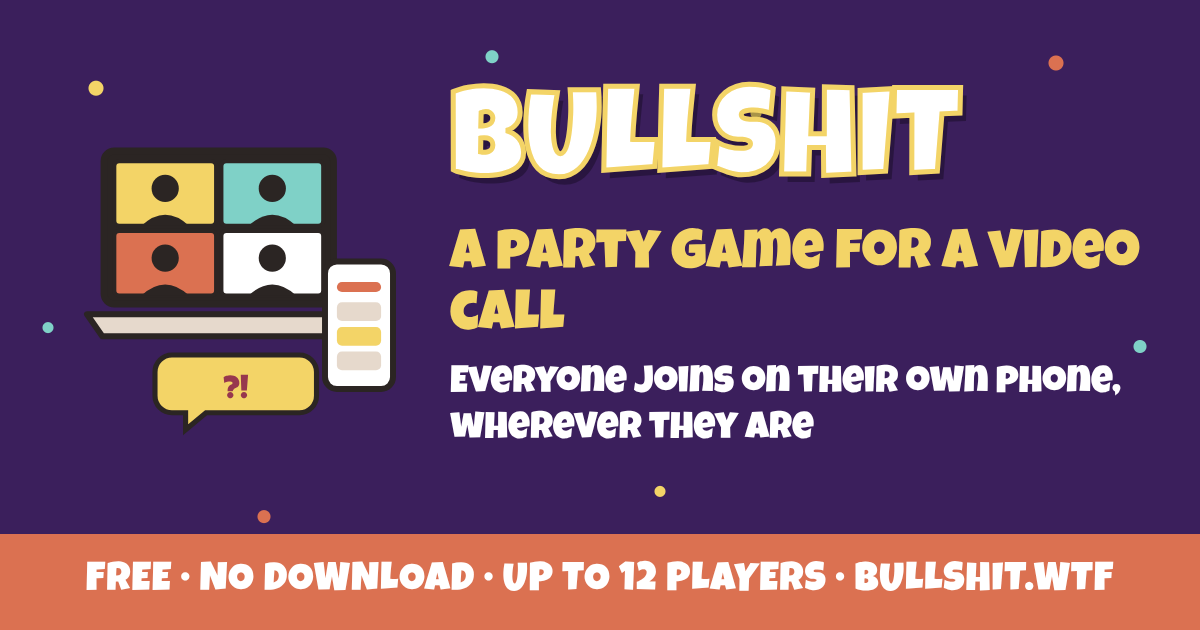 BULLSHIT
A PARTY GAME FOR A VIDEO
CALL
EVERYONE JOINS ON THEIR OWN PHONE,
WHEREVER THEY ARE
?!
FREE · NO DOWNLOAD · UP TO 12 PLAYERS · BULLSHIT.WTF